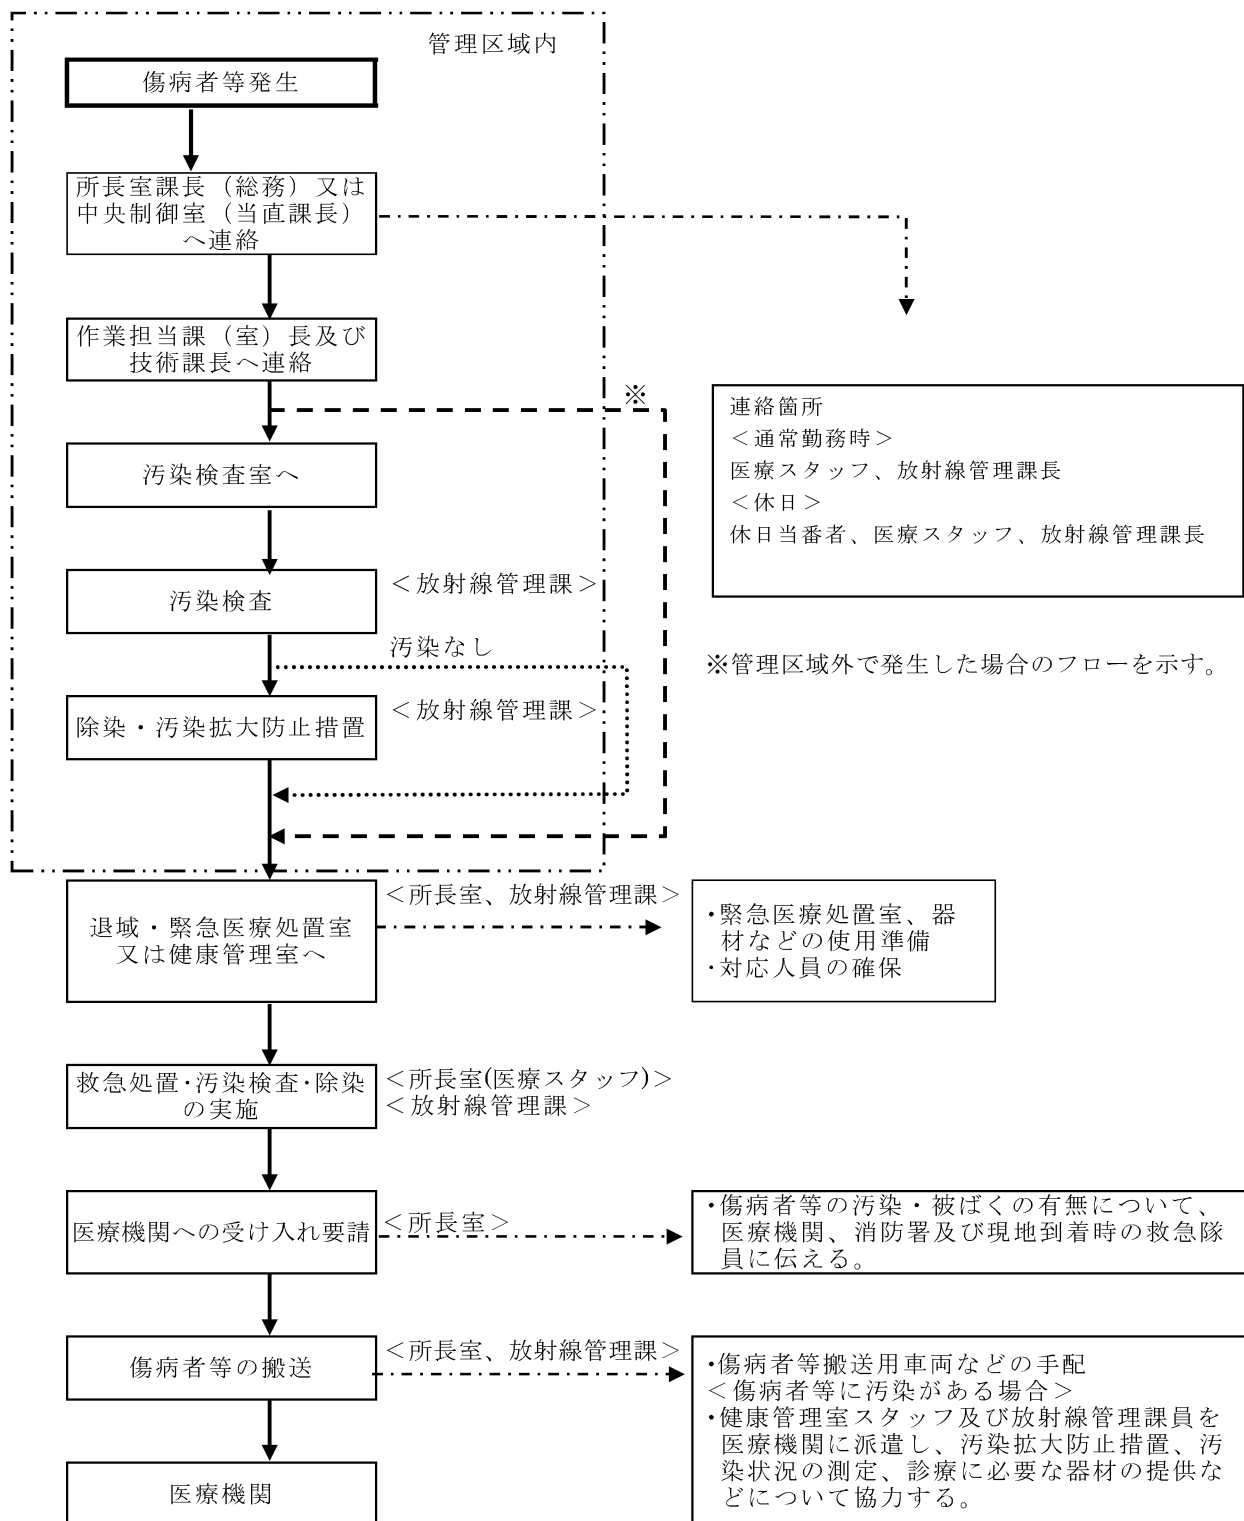 管理区域内
傷病者等発生
所長室課長（総務）又は
中央制御室（当直課長）
へ連絡
作業担当課（室）長及び
技術課長へ連絡
※
連絡箇所
＜通常勤務時＞
医療スタッフ、放射線管理課長
＜休日＞
休日当番者、医療スタッフ、放射線管理課長
汚染検査室へ
汚染検査
＜放射線管理課＞
汚染なし
※管理区域外で発生した場合のフローを示す。
除染・汚染拡大防止措置
＜放射線管理課＞
退域・緊急医療処置室
又は健康管理室へ
＜所長室、放射線管理課＞
・緊急医療処置室、器
材などの使用準備
・対応人員の確保
救急処置・汚染検査・除染
の実施
＜所長室(医療スタッフ)＞
＜放射線管理課＞
医療機関への受け入れ要請
＜所長室＞
・傷病者等の汚染・被ばくの有無について、
医療機関、消防署及び現地到着時の救急隊
員に伝える。
傷病者等の搬送
＜所長室、放射線管理課＞
・傷病者等搬送用車両などの手配
＜傷病者等に汚染がある場合＞
・健康管理室スタッフ及び放射線管理課員を
医療機関に派遣し、汚染拡大防止措置、汚
染状況の測定、診療に必要な器材の提供な
どについて協力する。
医療機関